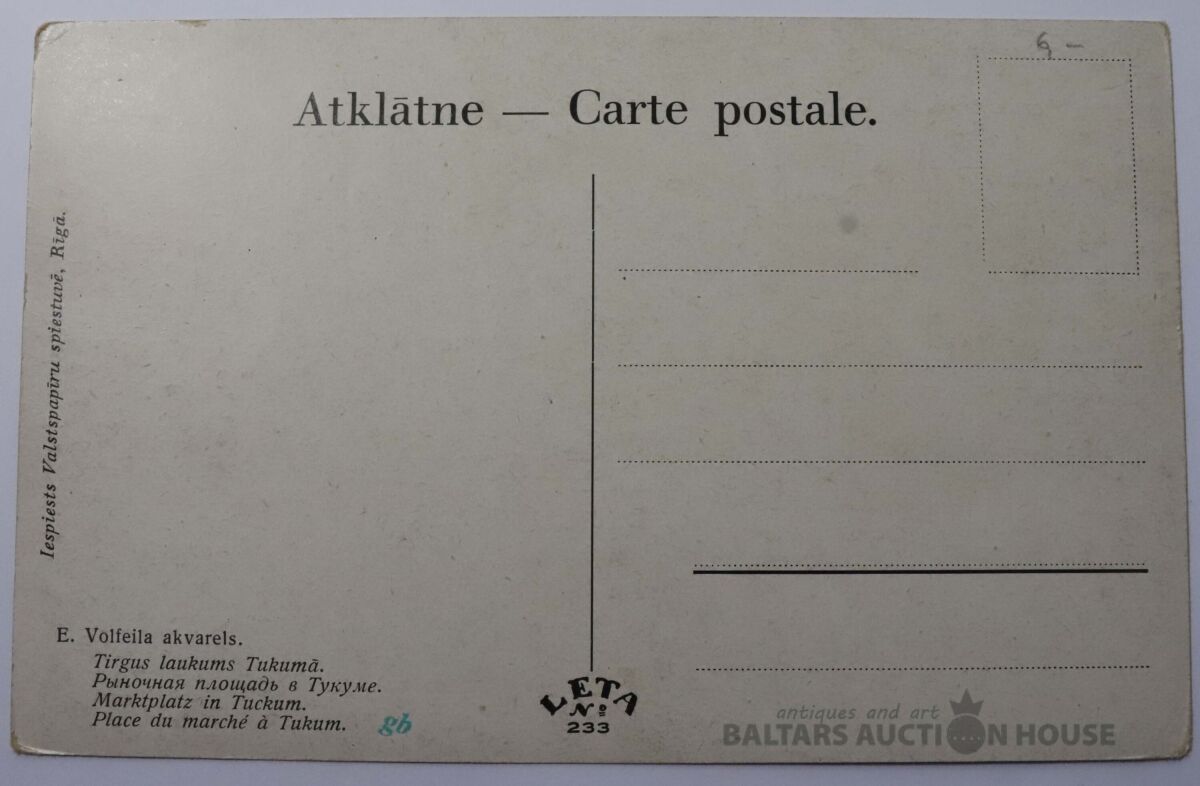 6 –
Atklātne — Carte postale.
Iespiests Valstspapīru spiestuvē, Rīgā.
E. Volfeila akvarels.
Tirgus laukums Tukumā.
Рыночная площадь в Тукуме.
Marktplatz in Tuckum.
Place du marché à Tukum.
gb
LETA
№
233
antiques and art
BALTARS AUCTION HOUSE